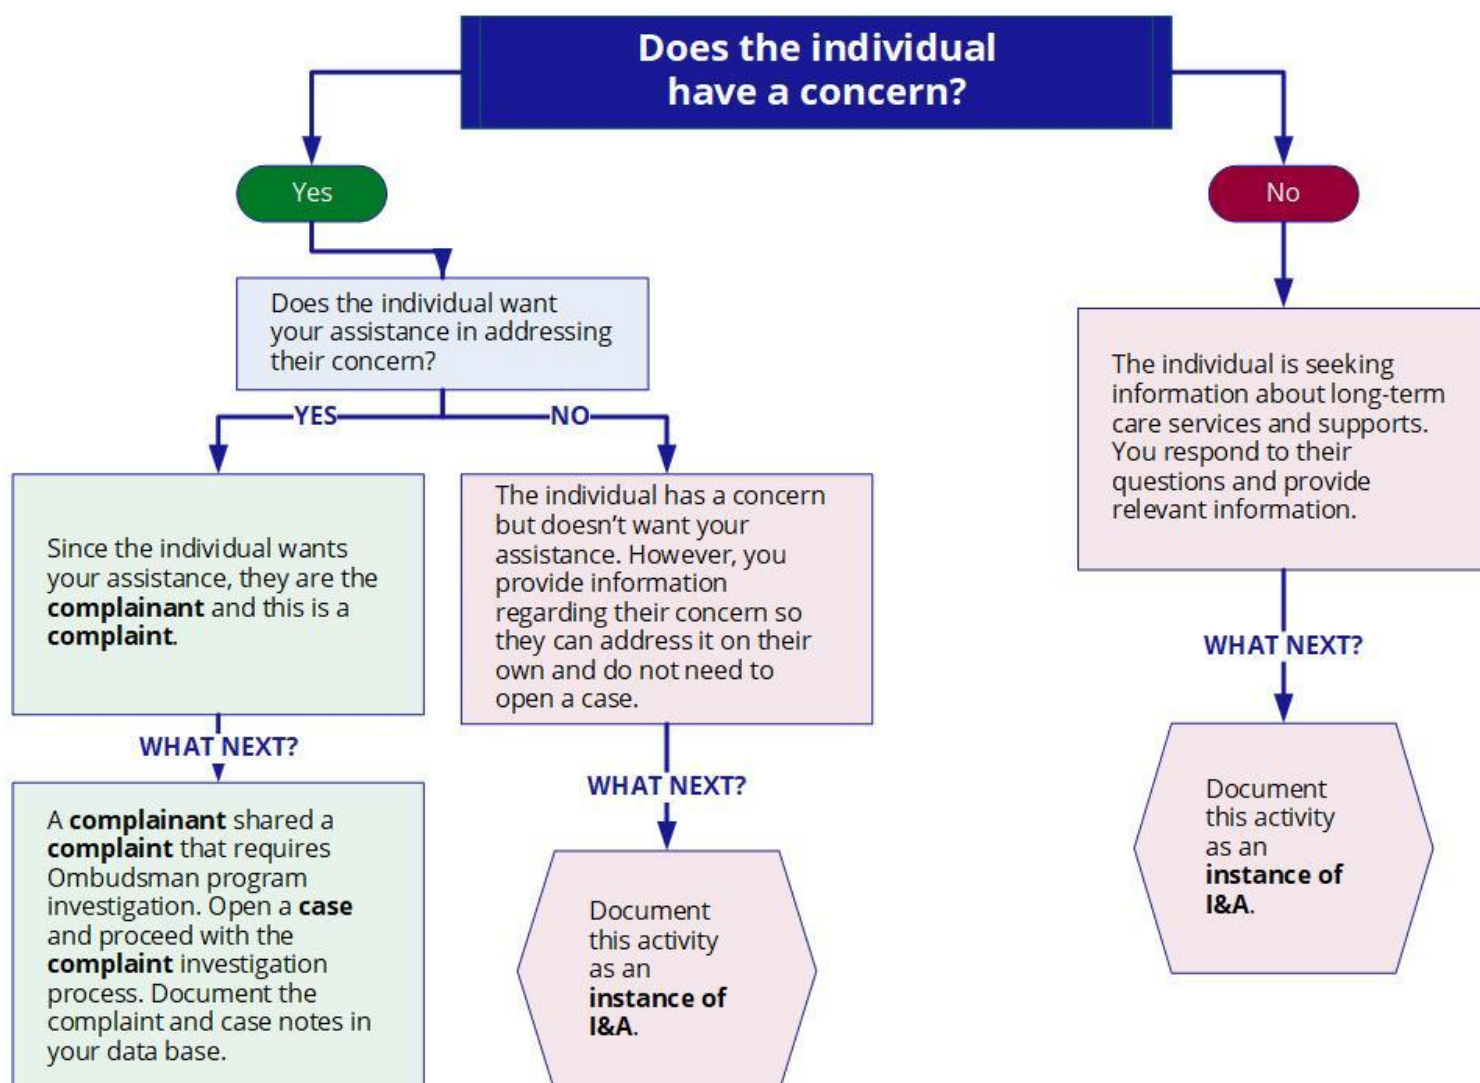 Does the individual
have a concern?
Yes
No
Does the individual want
your assistance in addressing
their concern?
YES
NO
Since the individual wants
your assistance, they are the
complainant and this is a
complaint.
The individual has a concern
but doesn’t want your
assistance. However, you
provide information
regarding their concern so
they can address it on their
own and do not need to
open a case.
The individual is seeking
information about long-term
care services and supports.
You respond to their
questions and provide
relevant information.
WHAT NEXT?
WHAT NEXT?
WHAT NEXT?
A complainant shared a
complaint that requires
Ombudsman program
investigation. Open a case
and proceed with the
complaint investigation
process. Document the
complaint and case notes in
your data base.
Document
this activity
as an
instance of
I&A.
Document
this activity
as an
instance of
I&A.